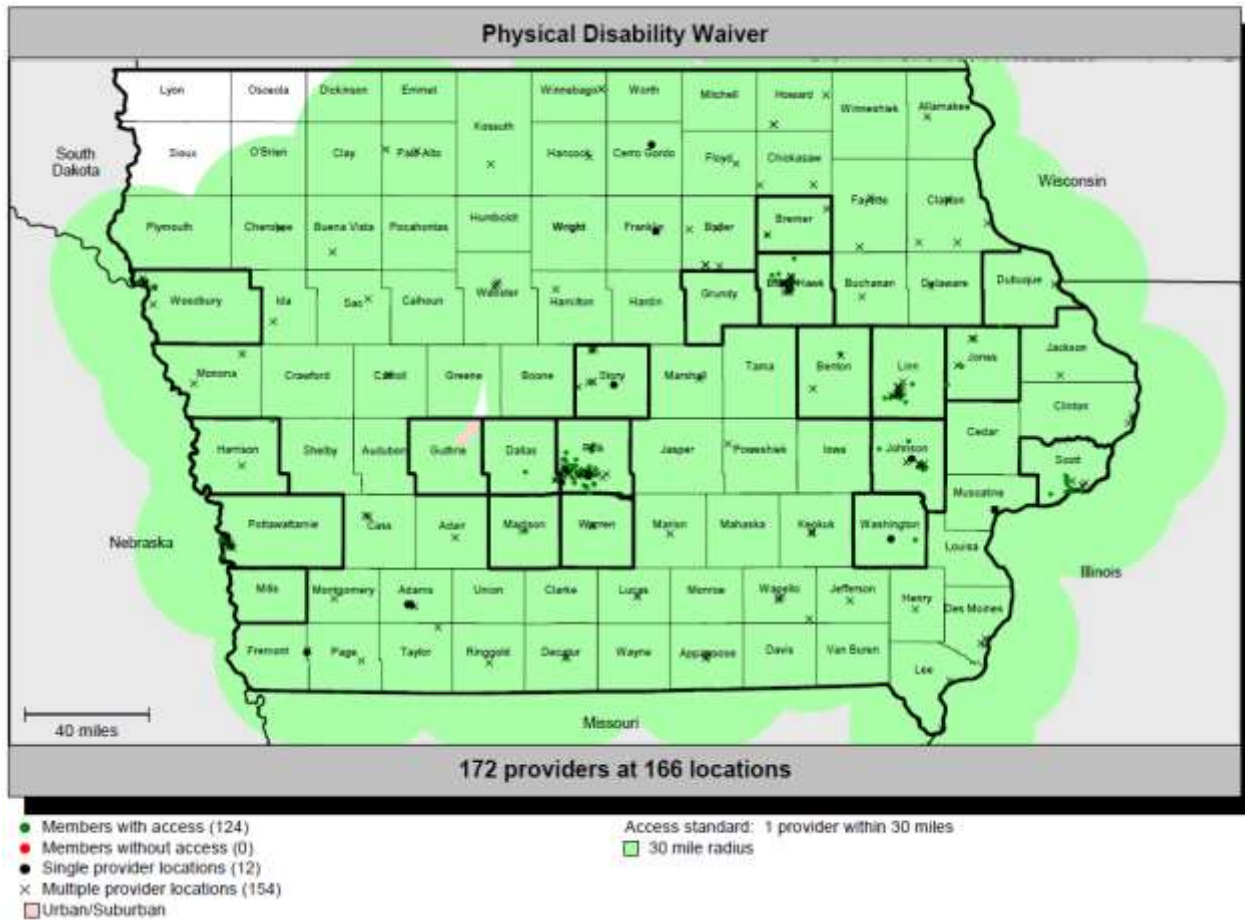 Physical Disability Waiver
Lyon
Osceola
Dickinson
Emmet
Kossuth
Winnebago
Worth
Mitchell
Howard
Winneshiek
Allamakee
South
Dakota
Sioux
O'Brien
Clay
Palo Alto
Hancock
Cerro Gordo
Floyd
Chickasaw
Wisconsin
Plymouth
Cherokee
Buena Vista
Pocahontas
Humboldt
Wright
Franklin
Butler
Bremer
Fayette
Clayton
Woodbury
Ida
Sac
Calhoun
Webster
Hamilton
Hardin
Grundy
Black Hawk
Buchanan
Delaware
Dubuque
Monona
Crawford
Carroll
Greene
Boone
Story
Marshall
Tama
Benton
Linn
Jones
Jackson
Clinton
Harrison
Shelby
Audubon
Guthrie
Dallas
Polk
Jasper
Poweshiek
Iowa
Johnson
Cedar
Scott
Muscatine
Nebraska
Pottawattamie
Cass
Adair
Madison
Warren
Marion
Mahaska
Keokuk
Washington
Louisa
Illinois
Mills
Montgomery
Adams
Union
Clarke
Lucas
Monroe
Wapello
Jefferson
Henry
Des Moines
Fremont
Page
Taylor
Ringgold
Decatur
Wayne
Appanoose
Davis
Van Buren
Lee
40 miles
Missouri
172 providers at 166 locations
Members with access (124)
Members without access (0)
Single provider locations (12)
Multiple provider locations (154)
Urban/Suburban
Access standard: 1 provider within 30 miles
30 mile radius